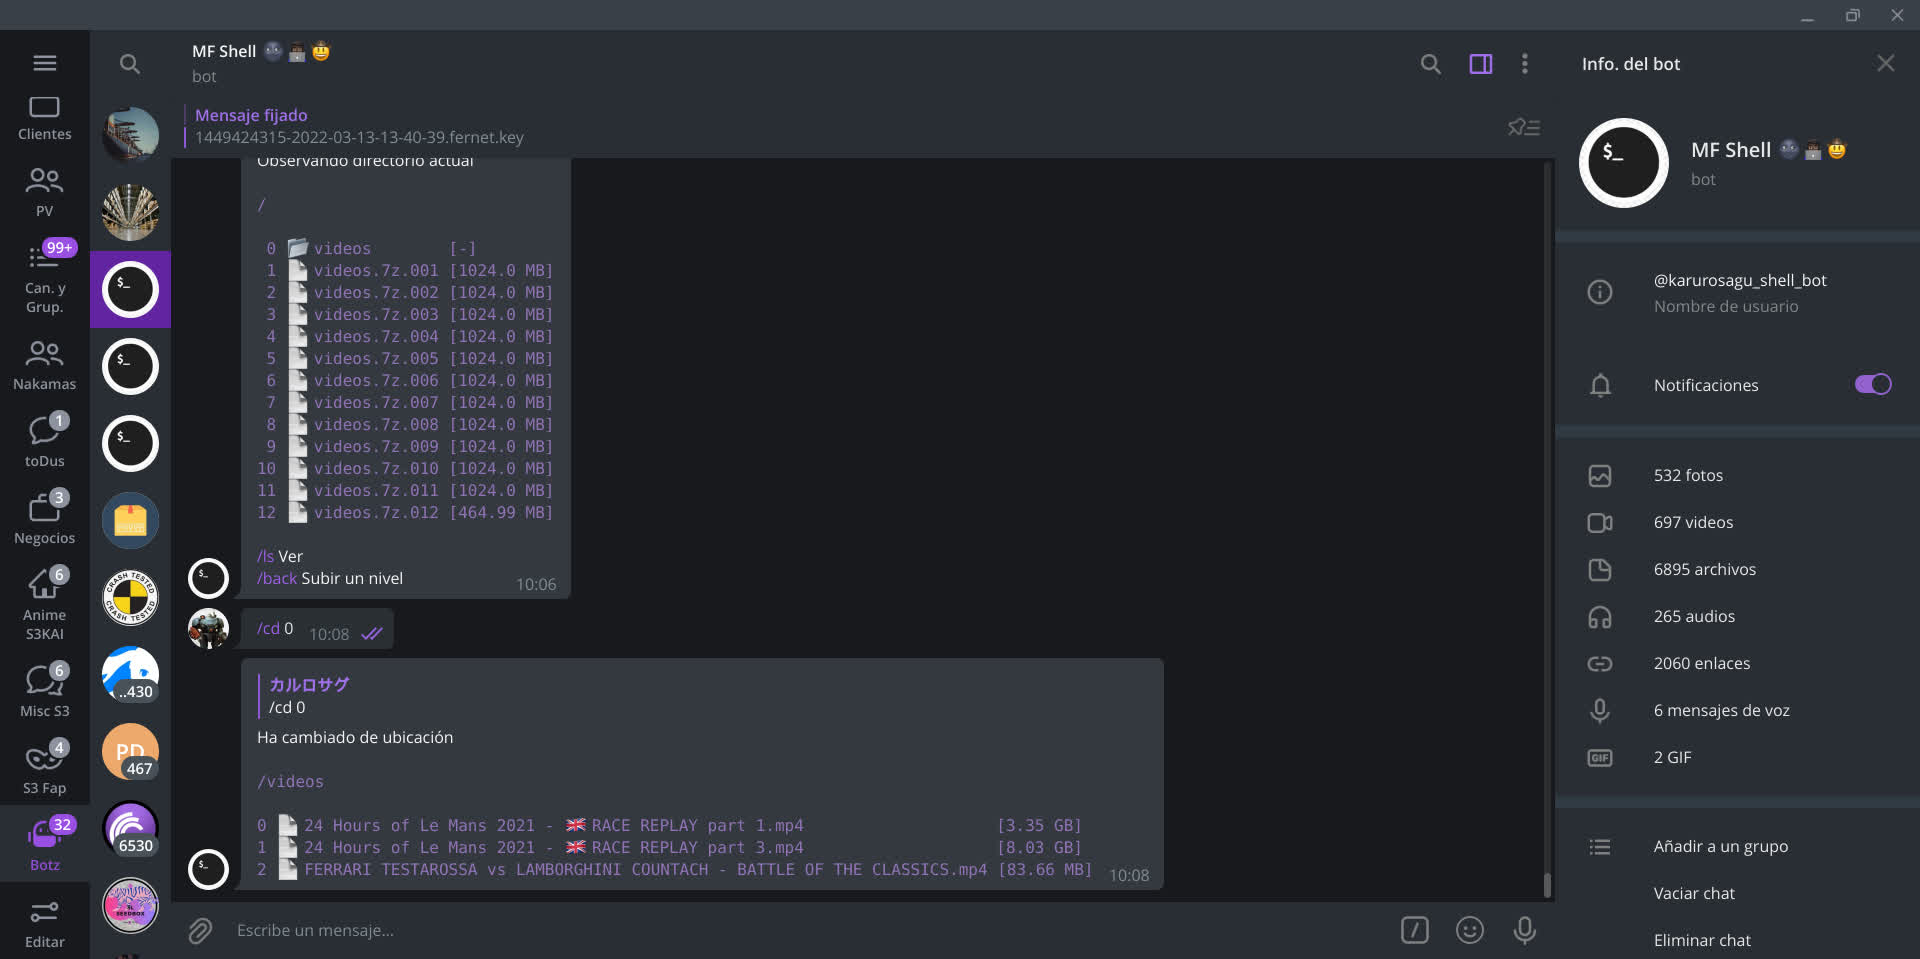 Clientes
PV
99+
Can. y
Grup.
Nakamas
1
toDus
3
Negocios
6
Anime
S3KAI
6
Misc S3
4
S3 Fap
32
Botz
Editar
$_
$_
$_
CRASH TESTED
CRASH TESTED
..430
PD
467
6530
SEEDBOX
MF Shell 🌚👨🏿‍💻🤠
bot
Mensaje fijado
1449424315-2022-03-13-13-40-39.fernet.key
Observando directorio actual
/
0 📂 videos [-]
1 📄 videos.7z.001 [1024.0 MB]
2 📄 videos.7z.002 [1024.0 MB]
3 📄 videos.7z.003 [1024.0 MB]
4 📄 videos.7z.004 [1024.0 MB]
5 📄 videos.7z.005 [1024.0 MB]
6 📄 videos.7z.006 [1024.0 MB]
7 📄 videos.7z.007 [1024.0 MB]
8 📄 videos.7z.008 [1024.0 MB]
9 📄 videos.7z.009 [1024.0 MB]
10 📄 videos.7z.010 [1024.0 MB]
11 📄 videos.7z.011 [1024.0 MB]
12 📄 videos.7z.012 [464.99 MB]
/ls Ver
/back Subir un nivel
10:06
$_
/cd 0 10:08
カルロサグ
/cd 0
Ha cambiado de ubicación
/videos
0 📄 24 Hours of Le Mans 2021 - 🇬🇧 RACE REPLAY part 1.mp4 [3.35 GB]
1 📄 24 Hours of Le Mans 2021 - 🇬🇧 RACE REPLAY part 3.mp4 [8.03 GB]
2 📄 FERRARI TESTAROSSA vs LAMBORGHINI COUNTACH - BATTLE OF THE CLASSICS.mp4 [83.66 MB]
10:08
$_
Escribe un mensaje...
Info. del bot
$_
MF Shell 🌚👨🏿‍💻🤠
bot
@karurosagu_shell_bot
Nombre de usuario
Notificaciones
532 fotos
697 videos
6895 archivos
265 audios
2060 enlaces
6 mensajes de voz
GIF
2 GIF
Añadir a un grupo
Vaciar chat
Eliminar chat